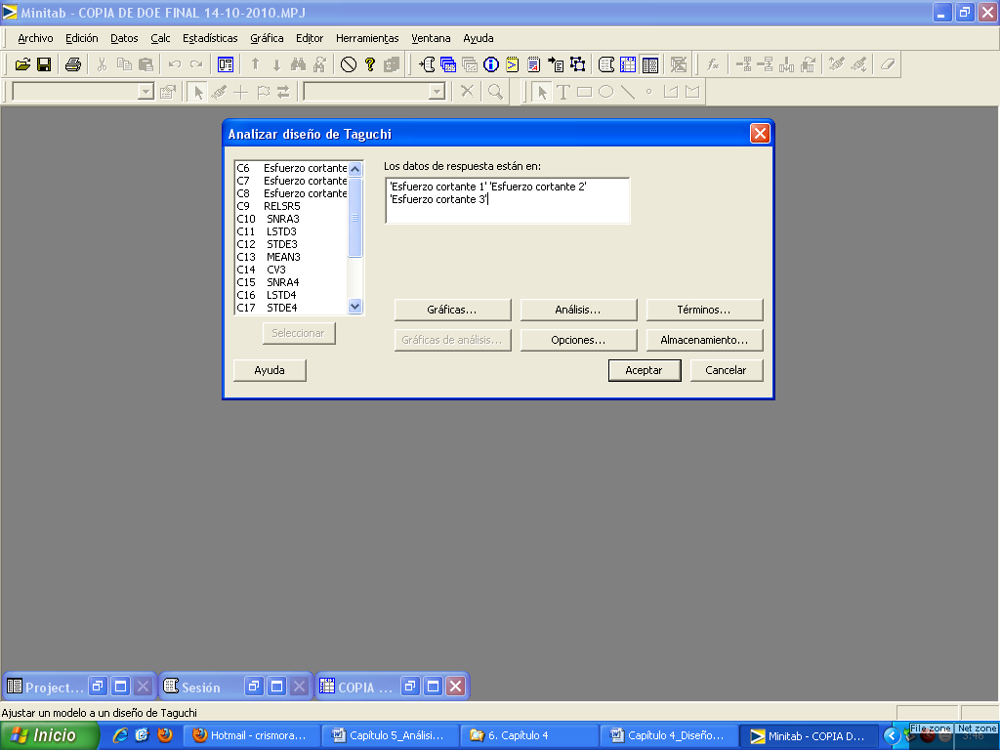 Minitab - COPIA DE DOE FINAL 14-10-2010.MPJ
Archivo Edición Datos Calc Estadísticas Gráfica Editor Herramientas Ventana Ayuda
Analizar diseño de Taguchi
Los datos de respuesta están en:
'Esfuerzo cortante 1' 'Esfuerzo cortante 2'
'Esfuerzo cortante 3'
C6 Esfuerzo cortante
C7 Esfuerzo cortante
C8 Esfuerzo cortante
C9 RELSR5
C10 SNRA3
C11 LSTD3
C12 STDE3
C13 MEAN3
C14 CV3
C15 SNRA4
C16 LSTD4
C17 STDE4
Seleccionar
Gráficas... Análisis... Términos...
Gráficas de análisis... Opciones... Almacenamiento...
Ayuda Aceptar Cancelar
Project... Sesión COPIA ...
Ajustar un modelo a un diseño de Taguchi
Inicio Hotmail - crismora... Capítulo 5_Análisi... 6. Capítulo 4 Capítulo 4_Diseño... Minitab - COPIA D... File zone Net zone